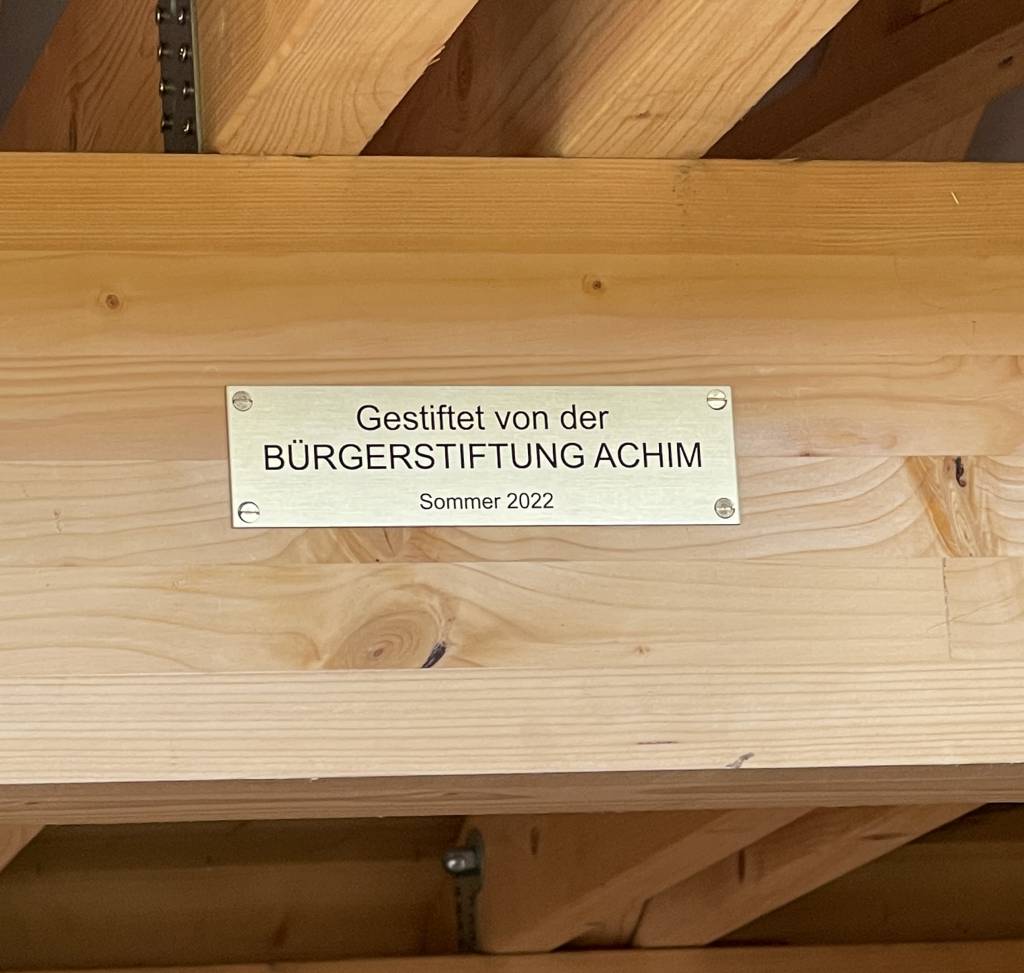 Gestiftet von der
BÜRGERSTIFTUNG ACHIM
Sommer 2022